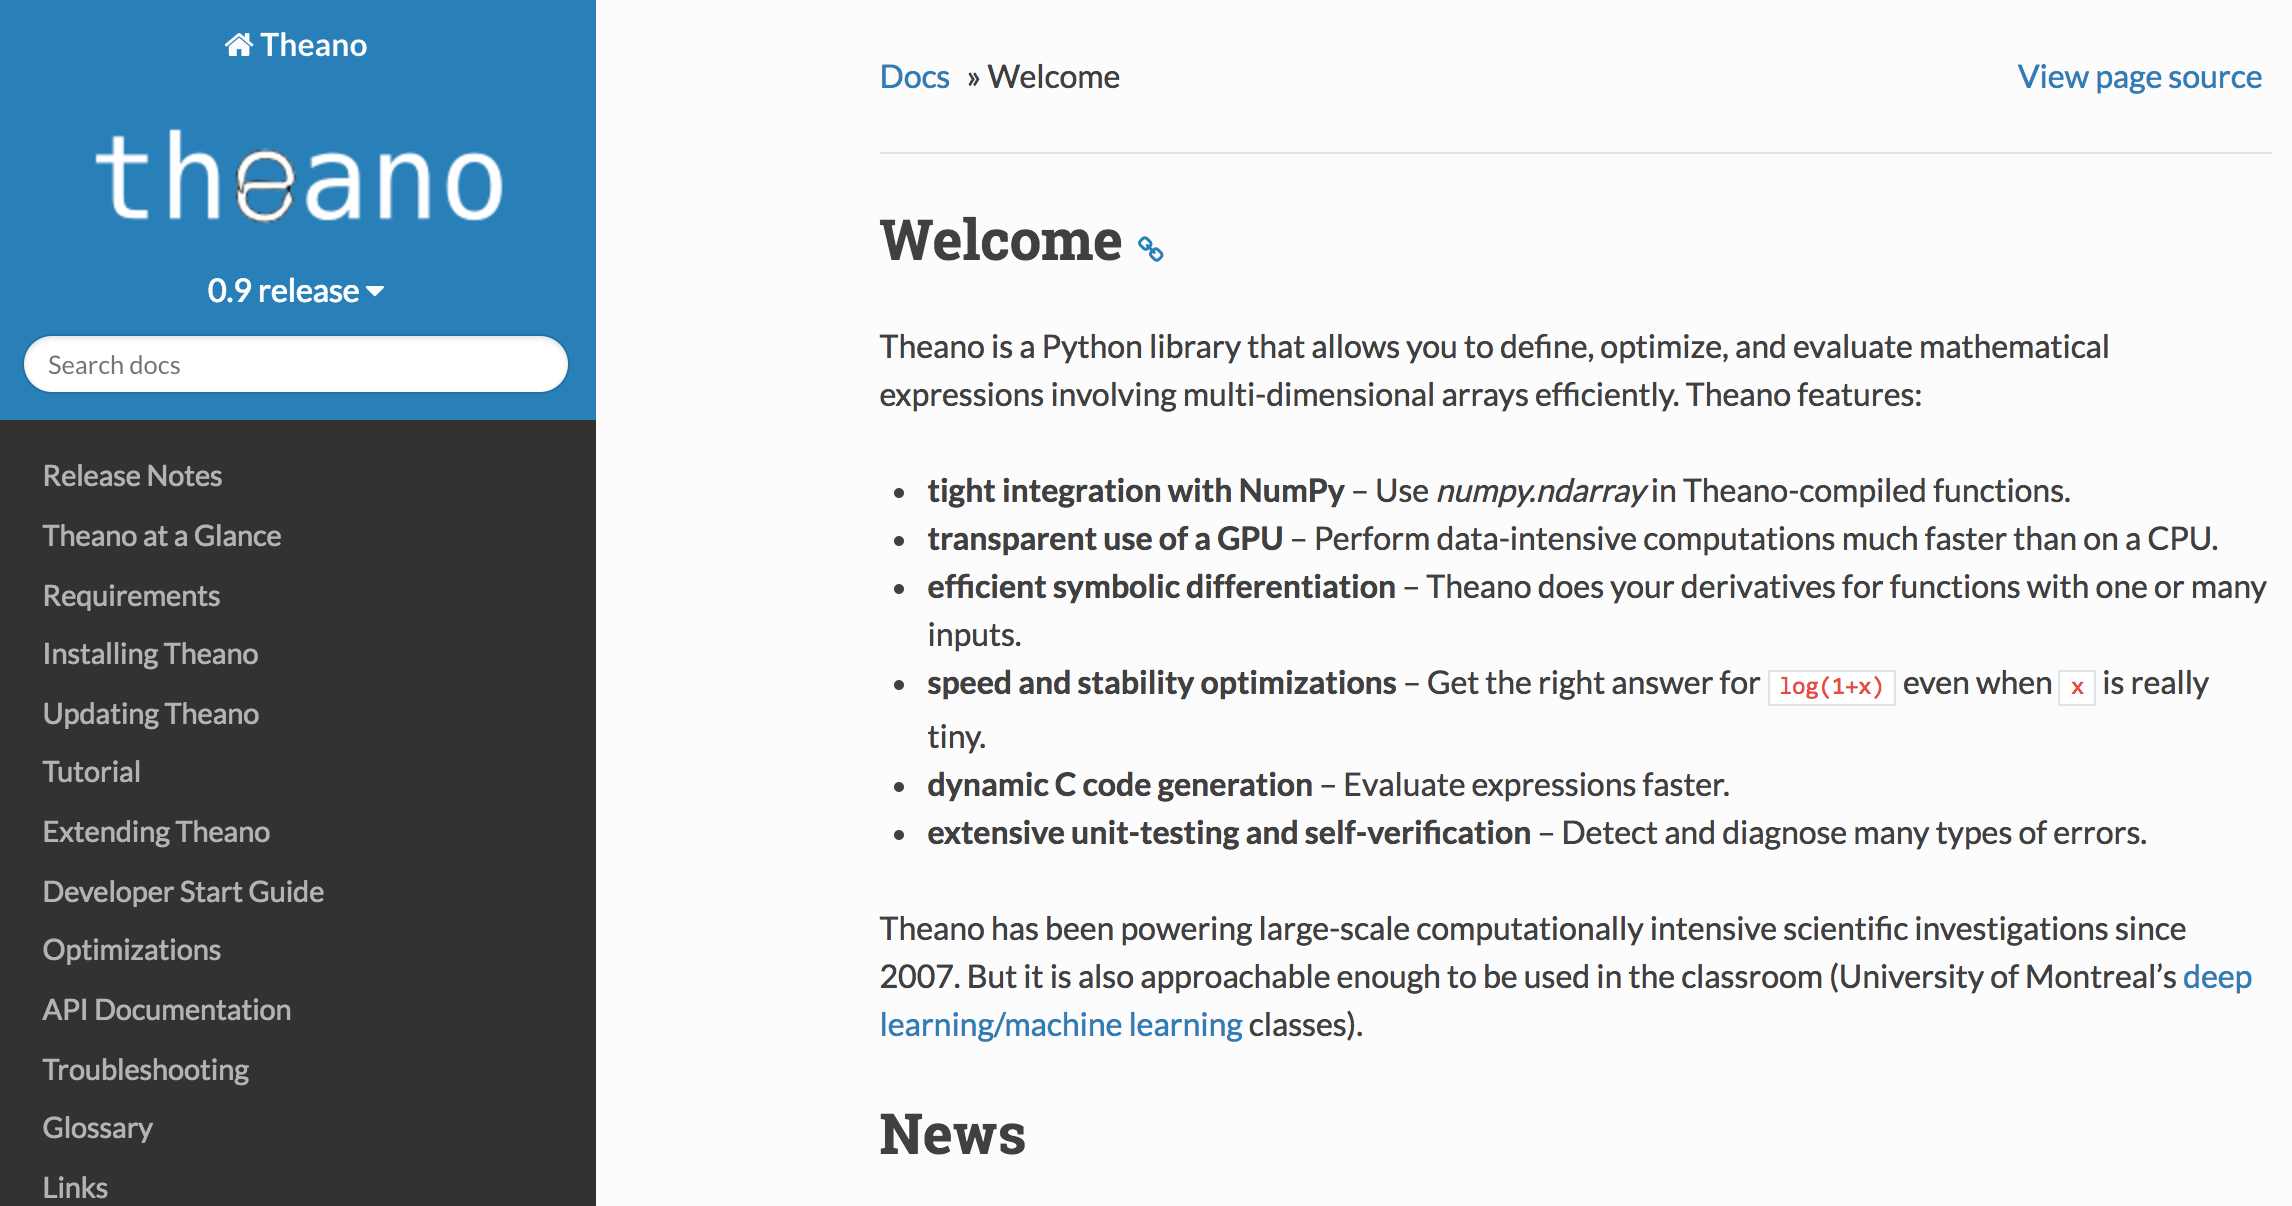 Theano
theano
0.9 release
Search docs
Release Notes
Theano at a Glance
Requirements
Installing Theano
Updating Theano
Tutorial
Extending Theano
Developer Start Guide
Optimizations
API Documentation
Troubleshooting
Glossary
Links
Docs » Welcome
View page source
Welcome
Theano is a Python library that allows you to define, optimize, and evaluate mathematical
expressions involving multi-dimensional arrays efficiently. Theano features:
• tight integration with NumPy – Use numpy.ndarray in Theano-compiled functions.
• transparent use of a GPU – Perform data-intensive computations much faster than on a CPU.
• efficient symbolic differentiation – Theano does your derivatives for functions with one or many
inputs.
• speed and stability optimizations – Get the right answer for log(1+x) even when x is really
tiny.
• dynamic C code generation – Evaluate expressions faster.
• extensive unit-testing and self-verification – Detect and diagnose many types of errors.
Theano has been powering large-scale computationally intensive scientific investigations since
2007. But it is also approachable enough to be used in the classroom (University of Montreal’s deep
learning/machine learning classes).
News